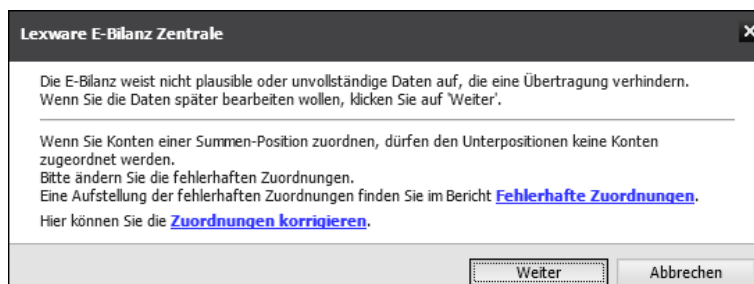 Lexware E-Bilanz Zentrale
Die E-Bilanz weist nicht plausible oder unvollständige Daten auf, die eine Übertragung verhindern.
Wenn Sie die Daten später bearbeiten wollen, klicken Sie auf 'Weiter'.
Wenn Sie Konten einer Summen-Position zuordnen, dürfen den Unterpositionen keine Konten
zugeordnet werden.
Bitte ändern Sie die fehlerhaften Zuordnungen.
Eine Aufstellung der fehlerhaften Zuordnungen finden Sie im Bericht Fehlerhafte Zuordnungen.
Hier können Sie die Zuordnungen korrigieren.
Weiter Abbrechen